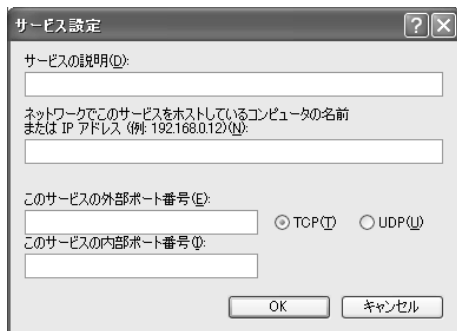 サービス設定
サービスの説明(D):
ネットワークでこのサービスをホストしているコンピュータの名前
または IP アドレス (例: 192.168.0.12)(N):
このサービスの外部ポート番号(E):
TCP(T) UDP(U)
このサービスの内部ポート番号(I):
OK キャンセル